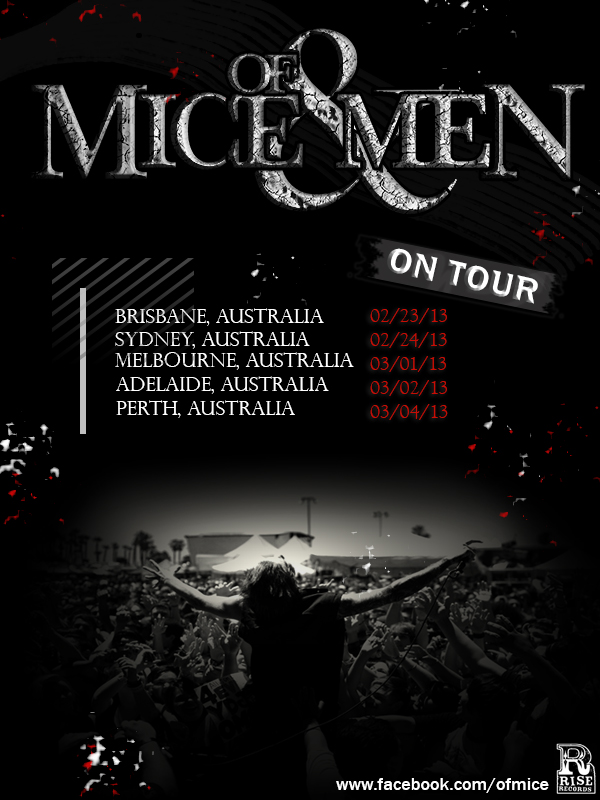 OF
MICE & MEN
ON TOUR
BRISBANE, AUSTRALIA 02/23/13
SYDNEY, AUSTRALIA 02/24/13
MELBOURNE, AUSTRALIA 03/01/13
ADELAIDE, AUSTRALIA 03/02/13
PERTH, AUSTRALIA 03/04/13
www.facebook.com/ofmice
R
RISE
RECORDS